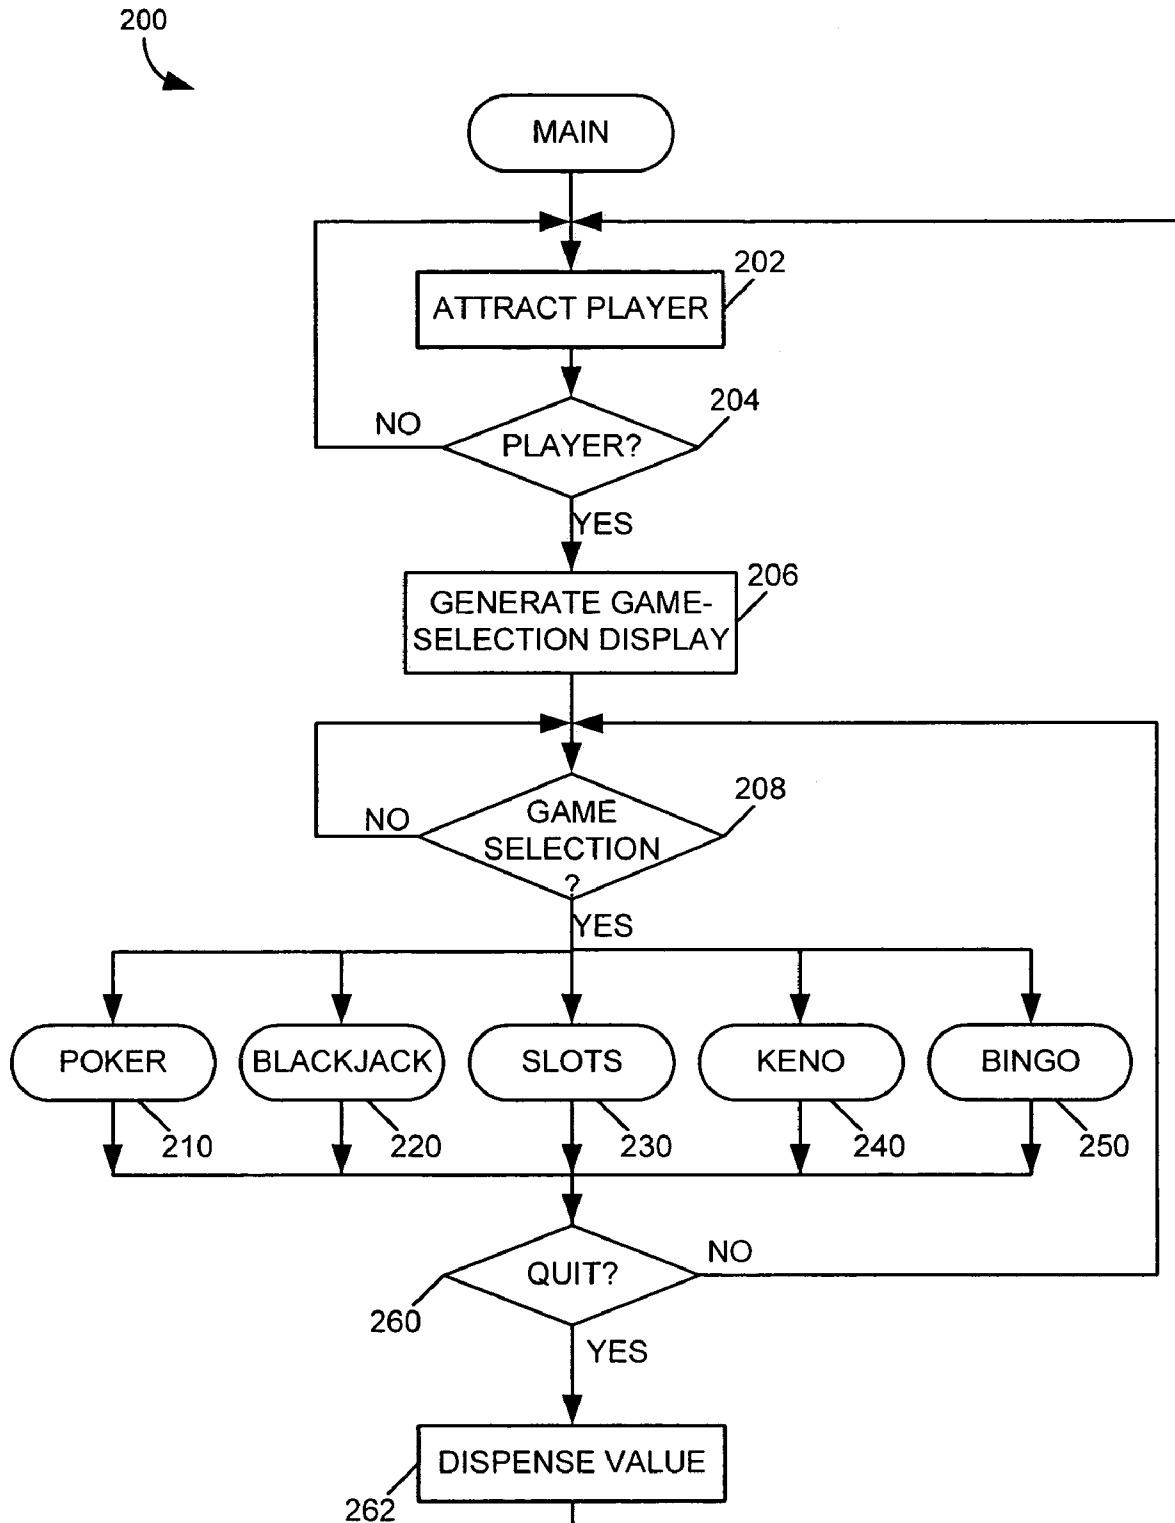 200
MAIN
202
ATTRACT PLAYER
204
NO
PLAYER?
YES
206
GENERATE GAME-
SELECTION DISPLAY
208
GAME
NO
SELECTION
?
YES
POKER
BLACKJACK
SLOTS
KENO
BINGO
210
220
230
240
250
NO
QUIT?
260
YES
DISPENSE VALUE
262